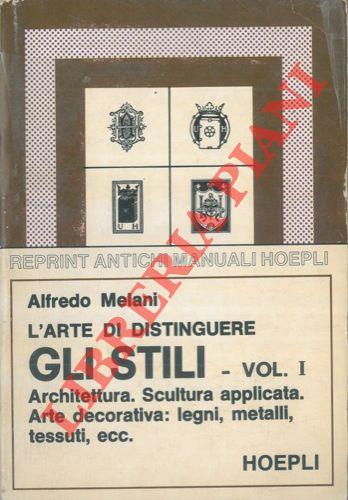 U H
REPRINT ANTICHI MANUALI HOEPLI
Alfredo Melani
L'ARTE DI DISTINGUERE
GLI STILI - VOL. I
Architettura. Scultura applicata.
Arte decorativa: legni, metalli,
tessuti, ecc.
HOEPLI
LIBRERIA PIANI